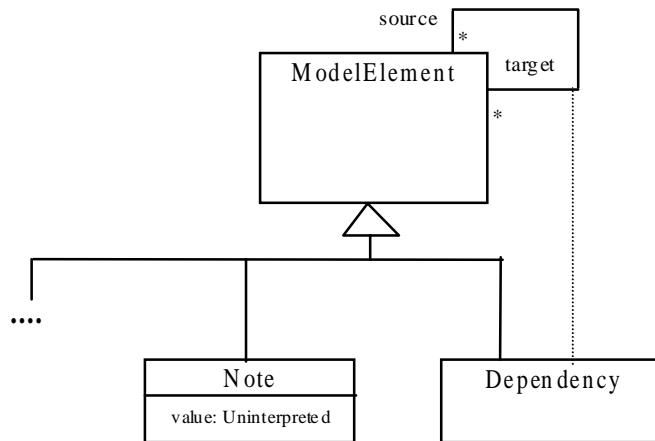 source
*
ModelElement
target
*
....
Note
Dependency
value: Uninterpreted